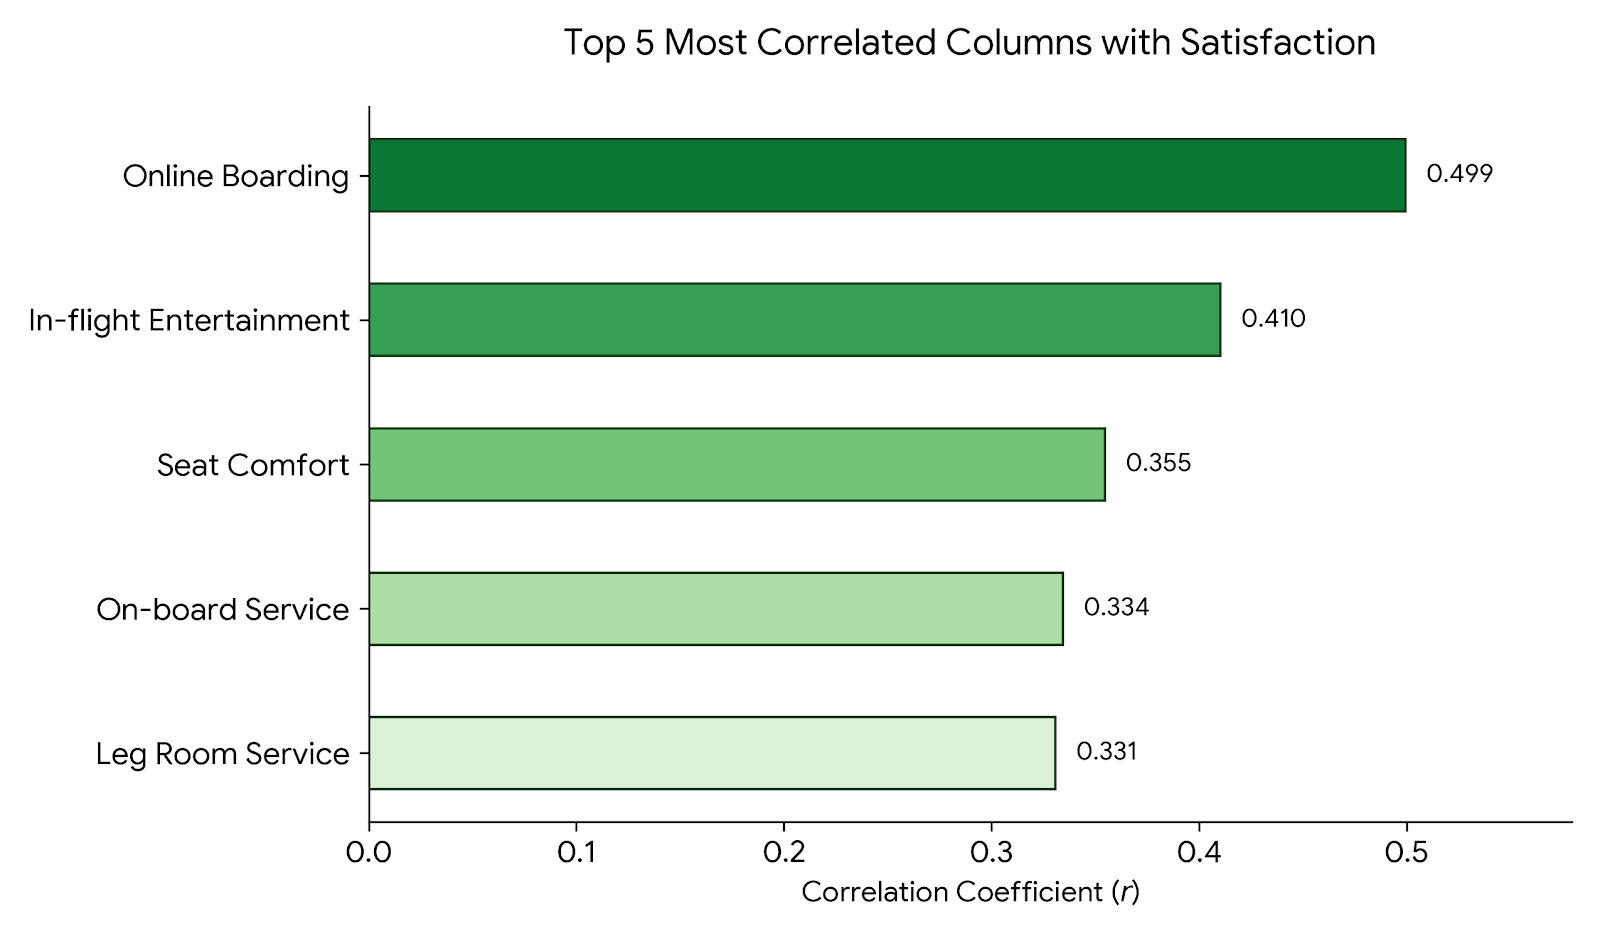 Top 5 Most Correlated Columns with Satisfaction
Online Boarding
0.499
In-flight Entertainment
0.410
Seat Comfort
0.355
On-board Service
0.334
Leg Room Service
0.331
0.0 0.1 0.2 0.3 0.4 0.5
Correlation Coefficient (r)